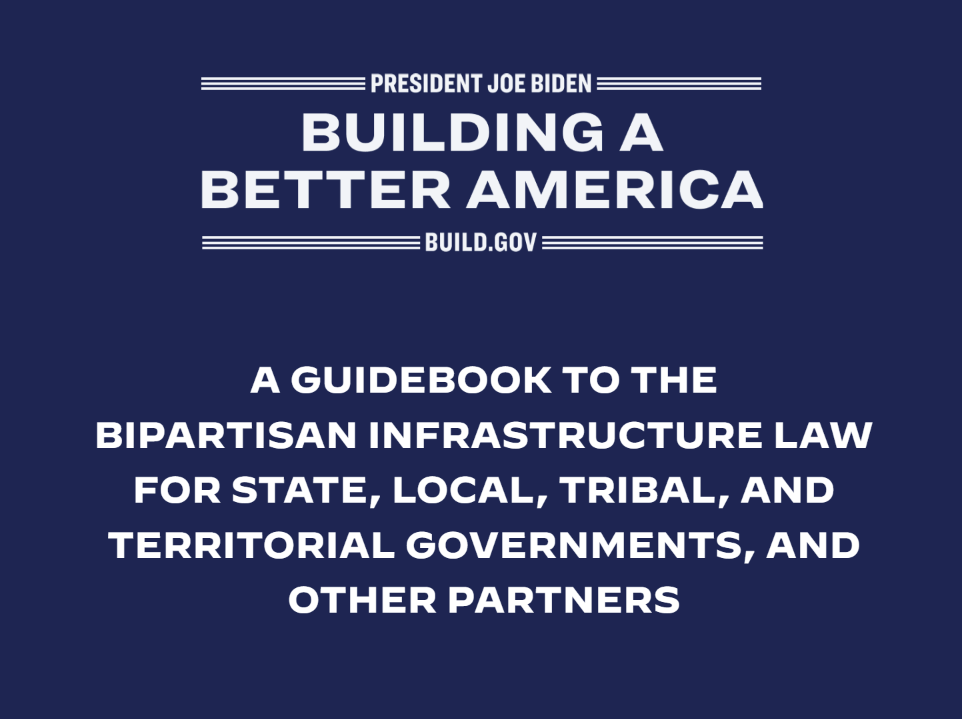 PRESIDENT JOE BIDEN
BUILDING A
BETTER AMERICA
BUILD.GOV
A GUIDEBOOK TO THE
BIPARTISAN INFRASTRUCTURE LAW
FOR STATE, LOCAL, TRIBAL, AND
TERRITORIAL GOVERNMENTS, AND
OTHER PARTNERS